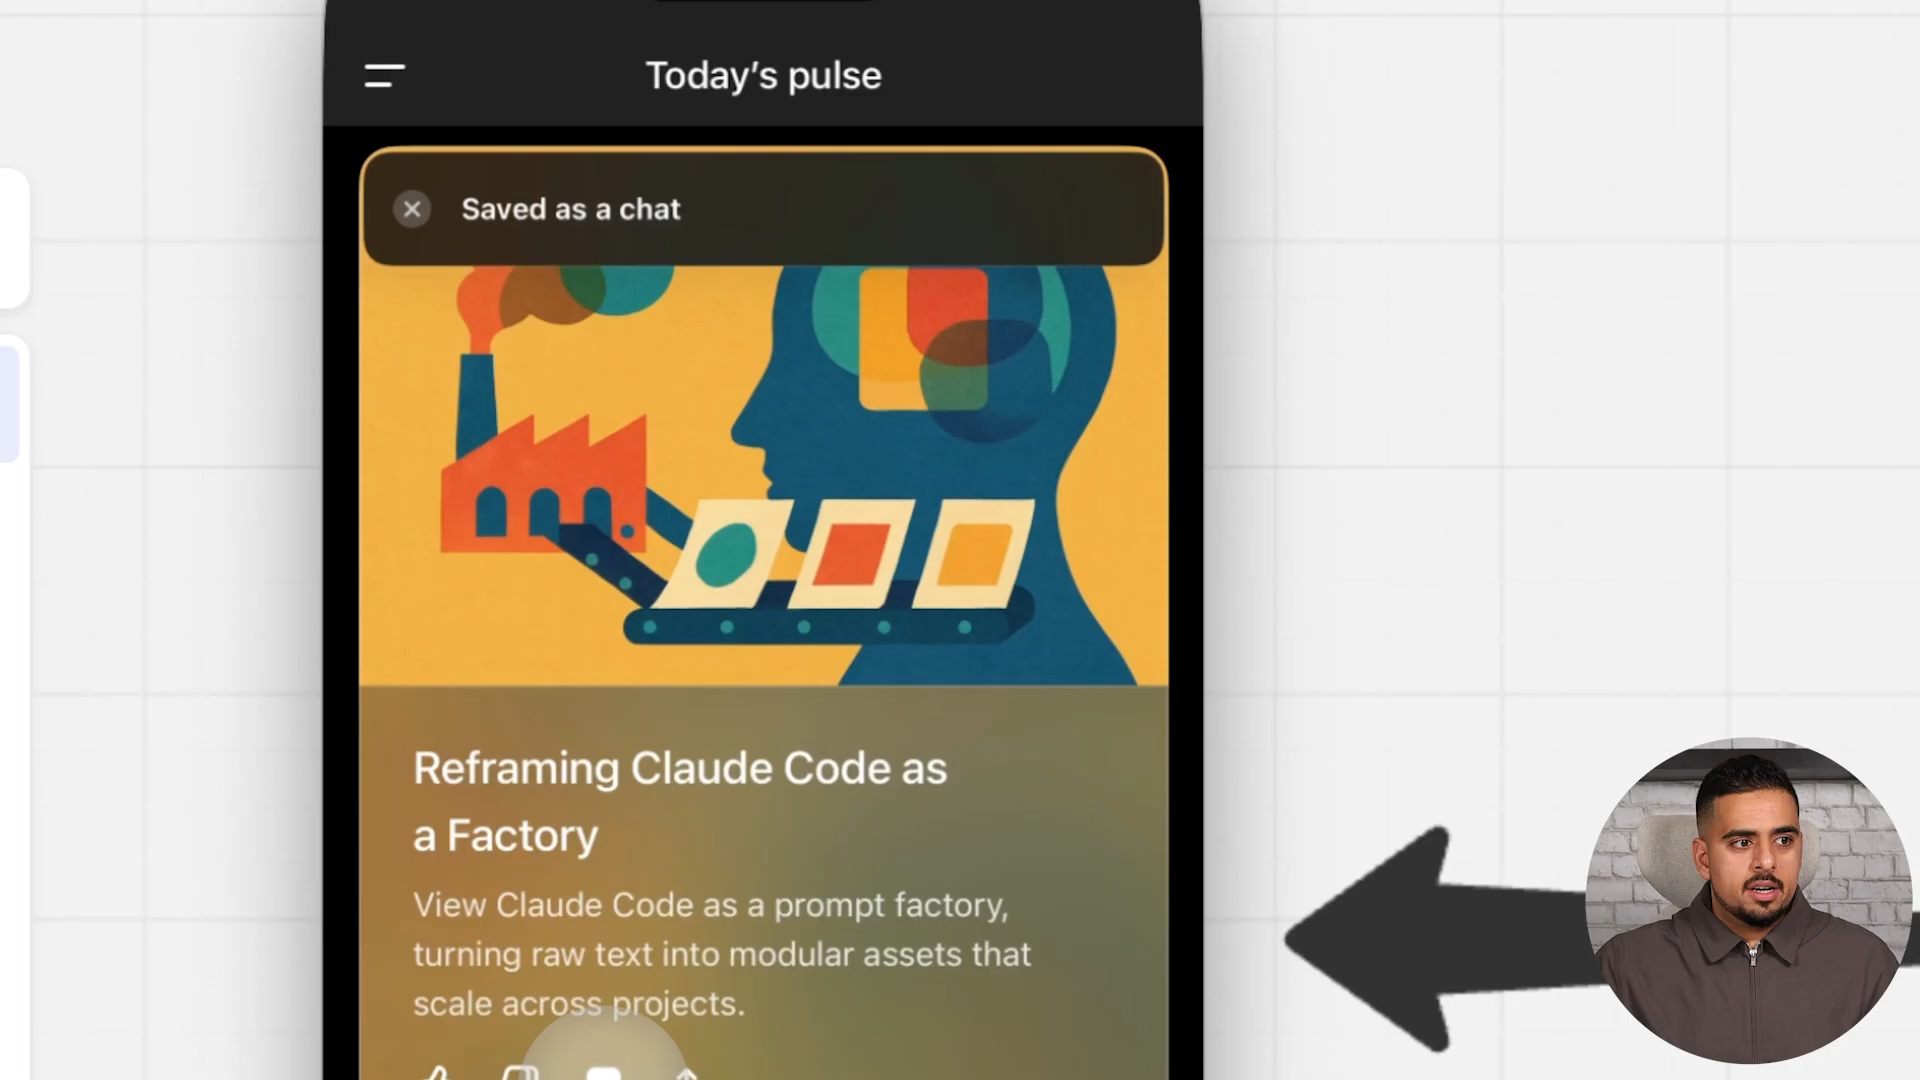 Today's pulse
Saved as a chat
Reframing Claude Code as
a Factory
View Claude Code as a prompt factory,
turning raw text into modular assets that
scale across projects.